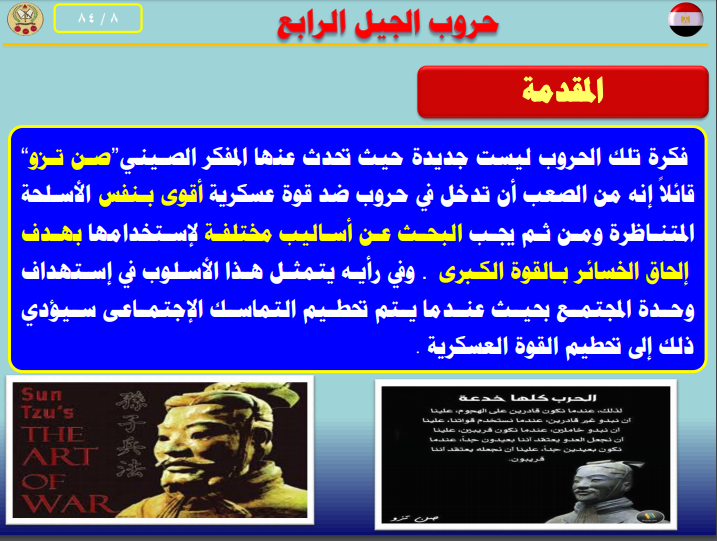 ٨ / ٨٤
حروب الجيل الرابع
المقدمة
فكرة تلك الحروب ليست جديدة حيث تحدث عنها المفكر الصيني”صن تزو“
قائلاً إنه من الصعب أن تدخل في حروب ضد قوة عسكرية أقوى بنفس الأسلحة
المتناظرة ومن ثم يجب البحث عن أساليب مختلفة لإستخدامها بهدف
إلحاق الخسائر بالقوة الكبرى . وفي رأيه يتمثل هذا الأسلوب في إستهداف
وحدة المجتمع بحيث عندما يتم تحطيم التماسك الإجتماعى سيؤدي
ذلك إلى تحطيم القوة العسكرية .
Sun
Tzu's
THE
ART
OF
WAR
孫子兵法
الحرب كلها خدعة
لذلك، عندما نكون قادرين على الهجوم، علينا
ان نبدو غير قادرين، عندما نستخدم قواتنا، علينا
ان نبدو خاملين، عندما نكون قريبين، علينا
ان نجعل العدو يعتقد اننا بعيدون جداً، عندما
نكون بعيدين جداً، علينا ان نجعله يعتقد اننا
قريبون.
صن تزو